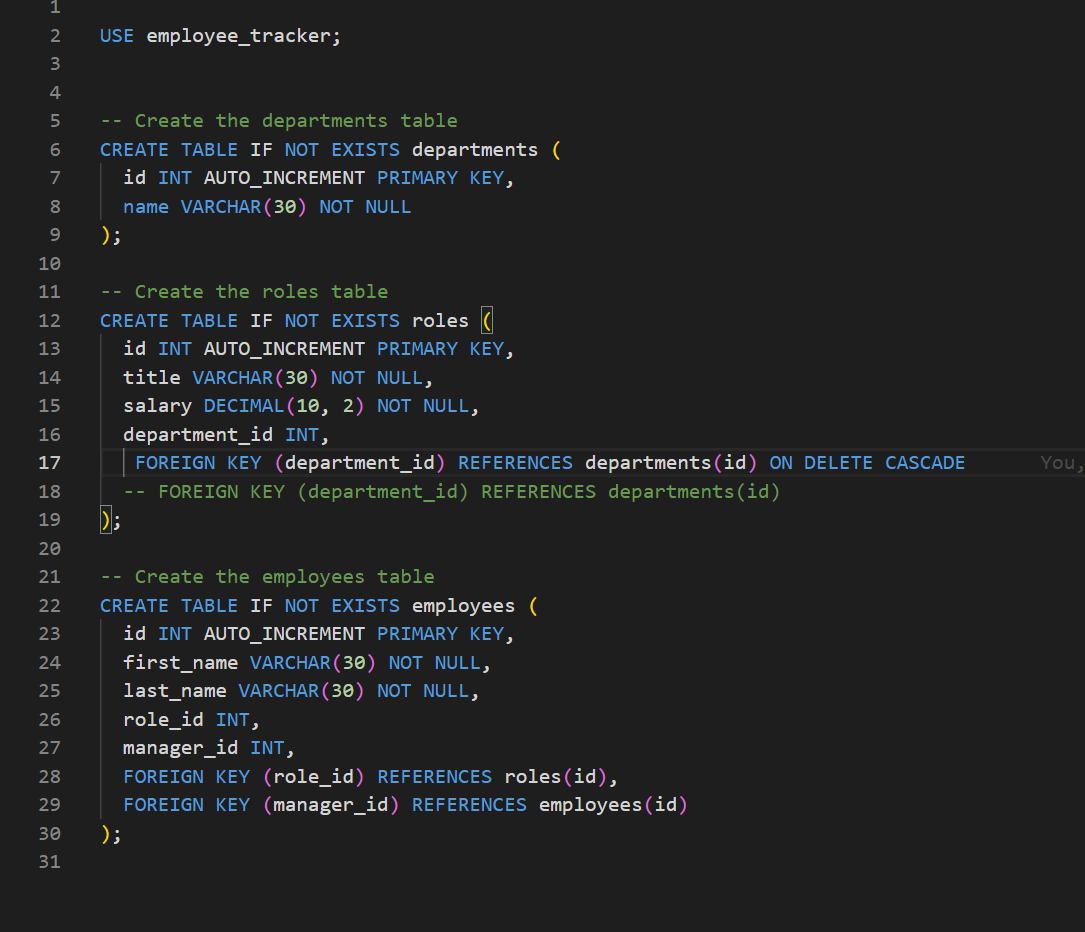 1
2 USE employee_tracker;
3
4
5 -- Create the departments table
6 CREATE TABLE IF NOT EXISTS departments (
7 id INT AUTO_INCREMENT PRIMARY KEY,
8 name VARCHAR(30) NOT NULL
9 );
10
11 -- Create the roles table
12 CREATE TABLE IF NOT EXISTS roles (
13 id INT AUTO_INCREMENT PRIMARY KEY,
14 title VARCHAR(30) NOT NULL,
15 salary DECIMAL(10, 2) NOT NULL,
16 department_id INT,
17 FOREIGN KEY (department_id) REFERENCES departments(id) ON DELETE CASCADE You,
18 -- FOREIGN KEY (department_id) REFERENCES departments(id)
19 );
20
21 -- Create the employees table
22 CREATE TABLE IF NOT EXISTS employees (
23 id INT AUTO_INCREMENT PRIMARY KEY,
24 first_name VARCHAR(30) NOT NULL,
25 last_name VARCHAR(30) NOT NULL,
26 role_id INT,
27 manager_id INT,
28 FOREIGN KEY (role_id) REFERENCES roles(id),
29 FOREIGN KEY (manager_id) REFERENCES employees(id)
30 );
31